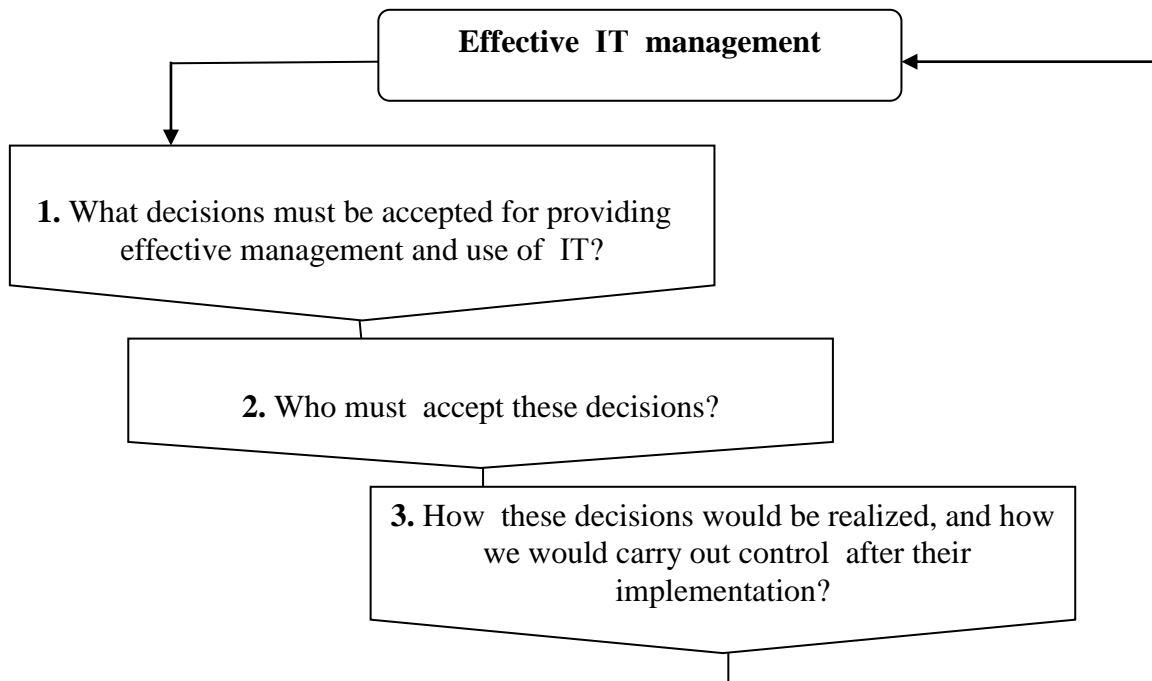 Effective IT management
1. What decisions must be accepted for providing
effective management and use of IT?
2. Who must accept these decisions?
3. How these decisions would be realized, and how
we would carry out control after their
implementation?